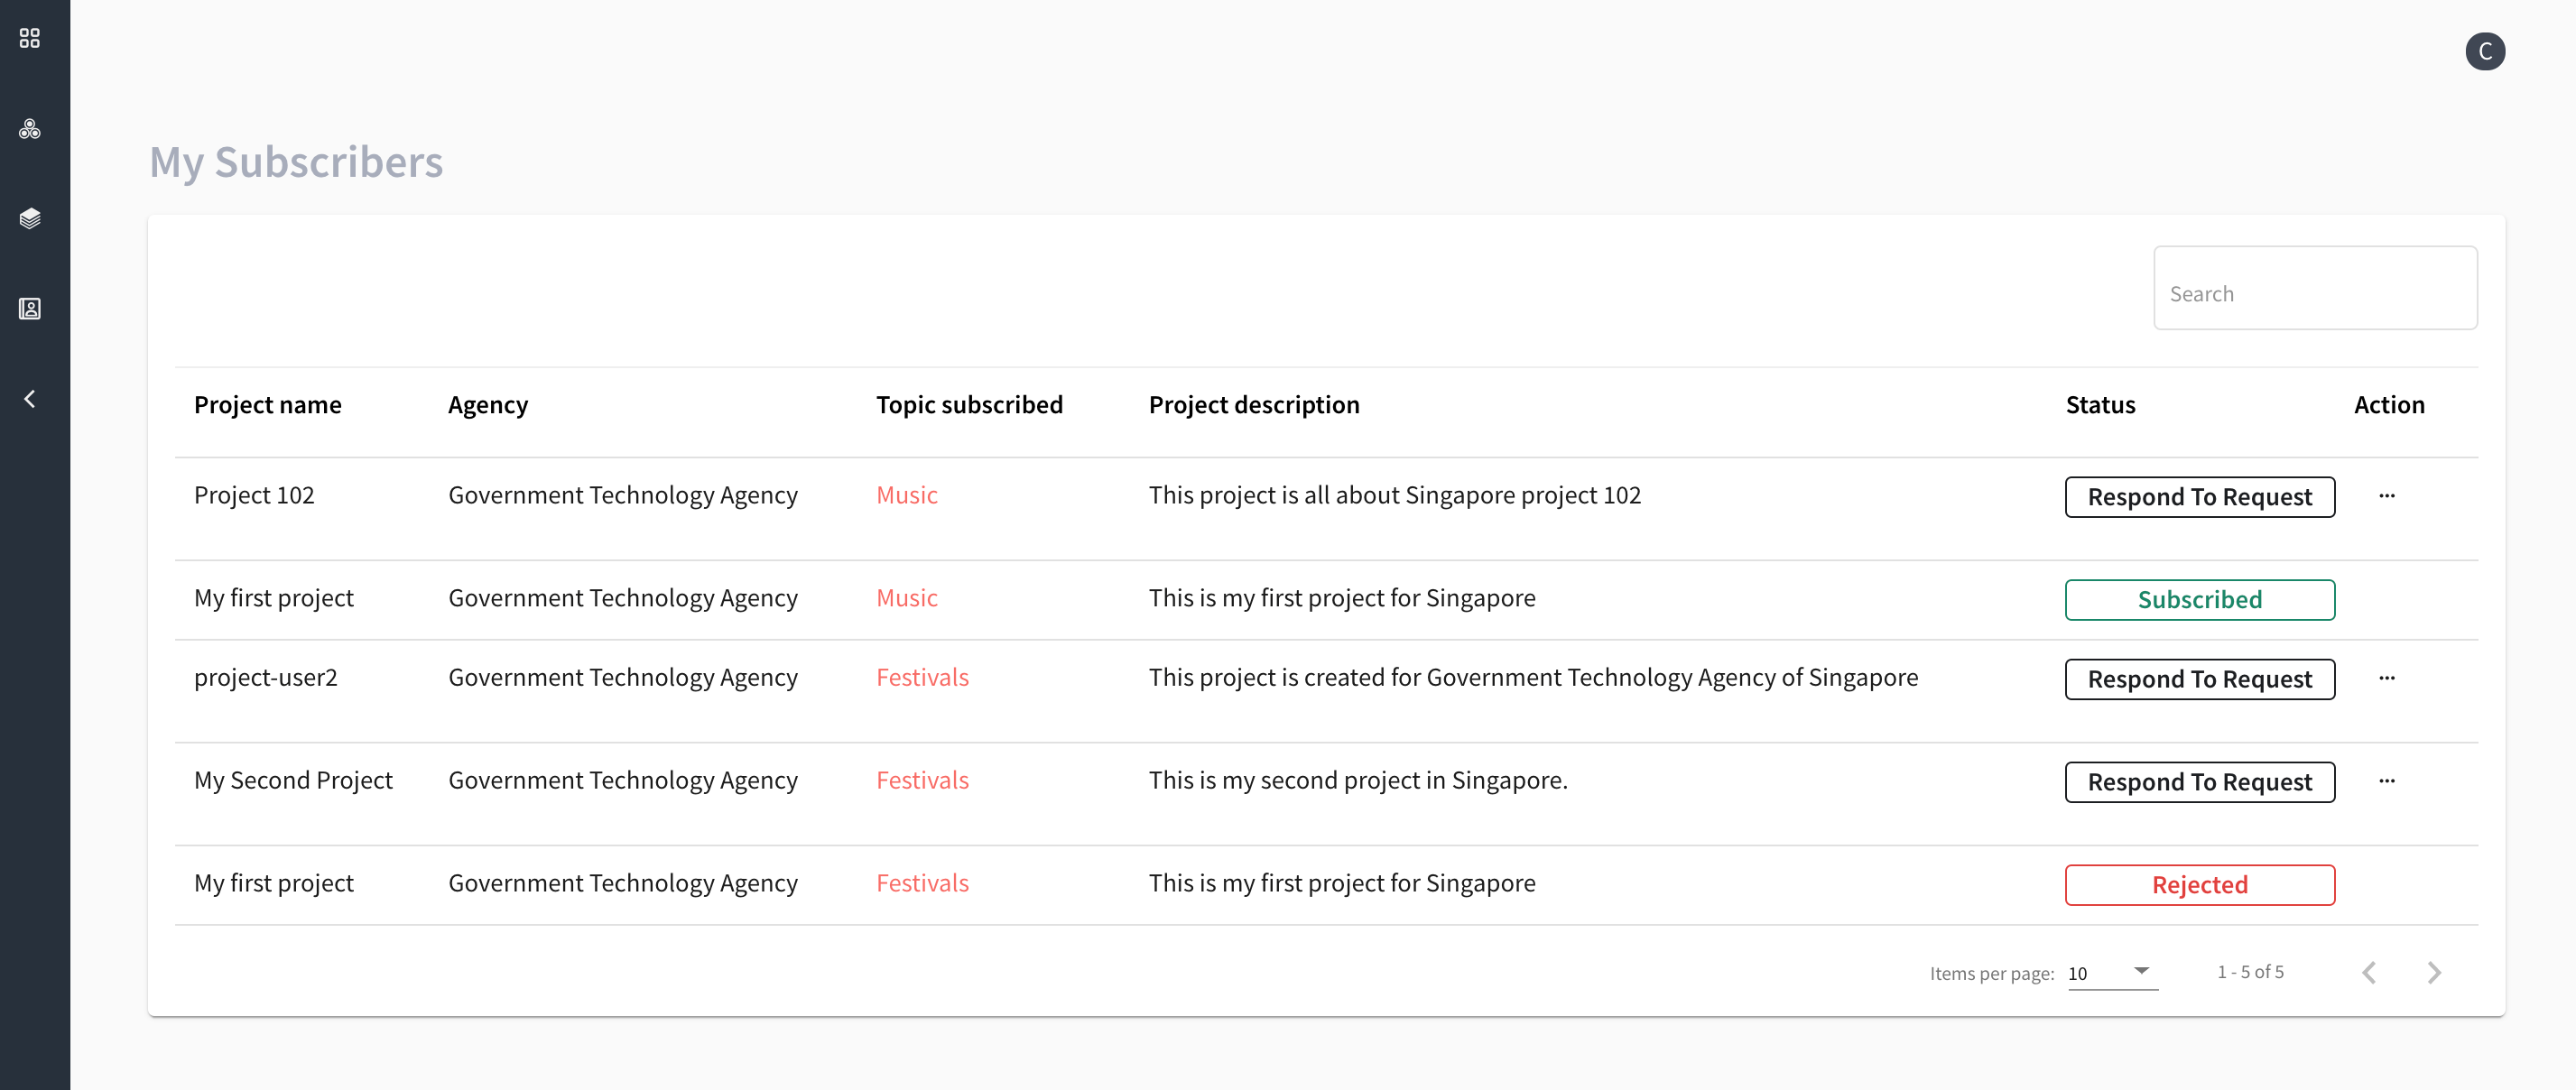 C
My Subscribers
Search
Project name Agency Topic subscribed Project description Status Action
Project 102 Government Technology Agency Music This project is all about Singapore project 102 Respond To Request ...
My first project Government Technology Agency Music This is my first project for Singapore Subscribed
project-user2 Government Technology Agency Festivals This project is created for Government Technology Agency of Singapore Respond To Request ...
My Second Project Government Technology Agency Festivals This is my second project in Singapore. Respond To Request ...
My first project Government Technology Agency Festivals This is my first project for Singapore Rejected
Items per page: 10 1 - 5 of 5